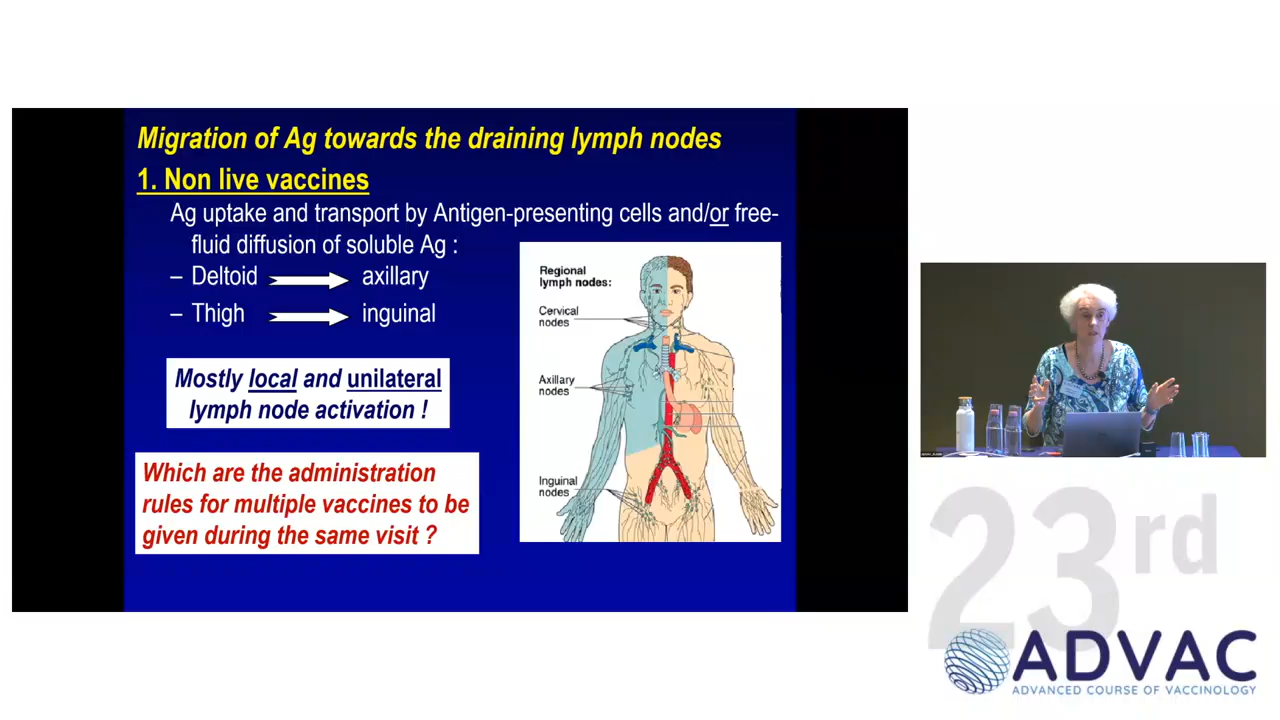 Migration of Ag towards the draining lymph nodes
1. Non live vaccines
Ag uptake and transport by Antigen-presenting cells and/or free-
fluid diffusion of soluble Ag :
– Deltoid axillary
– Thigh inguinal
Mostly local and unilateral
lymph node activation !
Which are the administration
rules for multiple vaccines to be
given during the same visit ?
Regional
lymph nodes:
Cervical
nodes
Axillary
nodes
Inguinal
nodes
23rd
ADVAC
ADVANCED COURSE OF VACCINOLOGY